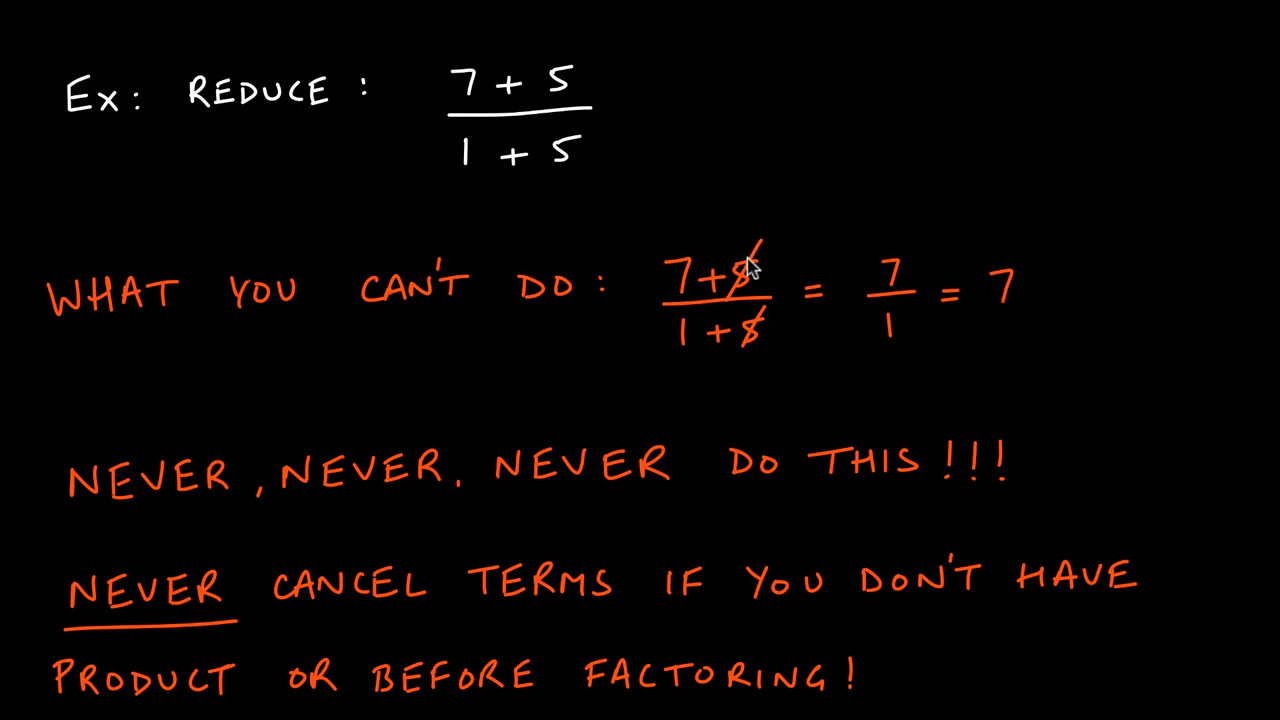 Ex: REDUCE: 7 + 5 / 1 + 5
WHAT YOU CAN'T DO: 7+5 / 1+5 = 7 / 1 = 7
NEVER, NEVER, NEVER DO THIS!!!
NEVER CANCEL TERMS IF YOU DON'T HAVE
PRODUCT OR BEFORE FACTORING!